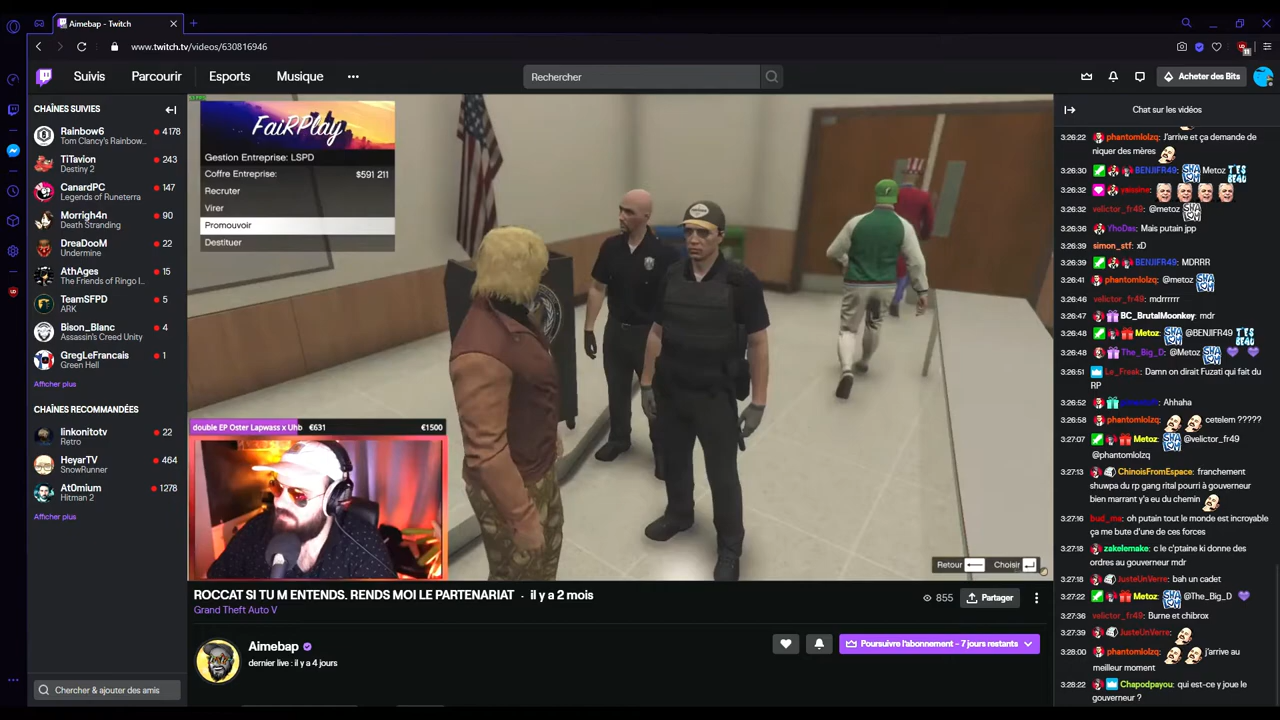 Aimebap - Twitch
www.twitch.tv/videos/630816946
Suivis
Parcourir
Esports
Musique
Rechercher
Acheter des Bits
CHAÎNES SUIVIES
Rainbow6
4178
Tom Clancy's Rainbow...
TiTavion
243
Destiny 2
CanardPC
147
Legends of Runeterra
Morrigh4n
90
Death Stranding
DreaDooM
22
Undermine
AthAges
15
The Friends of Ringo I...
TeamSFPD
5
ARK
Bison_Blanc
4
Assassin's Creed Unity
GregLeFrancais
1
Green Hell
Afficher plus
CHAÎNES RECOMMANDÉES
linkonitotv
22
Retro
HeyarTV
464
SnowRunner
At0mium
1278
Hitman 2
Afficher plus
Chercher & ajouter des amis
FaiRPlay
Gestion Entreprise: LSPD
Coffre Entreprise: $591 211
Recruter
Virer
Promouvoir
Destituer
double EP Oster Lapwass x Uhb €631 €1500
Retour
Choisir
ROCCAT SI TU M ENTENDS. RENDS MOI LE PARTENARIAT · il y a 2 mois
Grand Theft Auto V
855
Partager
Aimebap
dernier live : il y a 4 jours
Poursuivre l'abonnement - 7 jours restants
Chat sur les vidéos
3:26:22 phantomlolzq: J'arrive et ça demande de
niquer des mères
3:26:30 BENJIFR49: Metoz
3:26:32 yaissine:
3:26:32 velictor_fr49: @metoz
3:26:36 YhoDas: Mais putain jpp
3:26:39 simon_stf: xD
3:26:39 BENJIFR49: MDRRR
3:26:41 phantomlolzq: @metoz
3:26:46 velictor_fr49: mdrrrrrr
3:26:47 BC_BrutalMoonkey: mdr
3:26:48 Metoz: @BENJIFR49
3:26:48 The_Big_D: @Metoz
3:26:51 Le_Freek: Damn on dirait Fuzati qui fait du
RP
3:26:52 Ahhaha
3:26:58 phantomlolzq: cetelem ?????
3:27:07 Metoz: @velictor_fr49
@phantomlolzq
3:27:13 ChinoisFromEspace: franchement
shuwpa du rp gang rital pourri à gouverneur
bien marrant y'a eu du chemin
3:27:16 bud_ma: oh putain tout le monde est incroyable
ça me bute d'une de ces forces
3:27:18 zakelemake: c le c'ptaine ki donne des
ordres au gouverneur mdr
3:27:18 JusteUnVerre: bah un cadet
3:27:22 Metoz: @The_Big_D
3:27:36 velictor_fr49: Burne et chibrox
3:27:39 JusteUnVerre:
3:28:00 phantomlolzq: j'arrive au
meilleur moment
3:28:22 Chapodpayou: qui est-ce y joue le
gouverneur ?